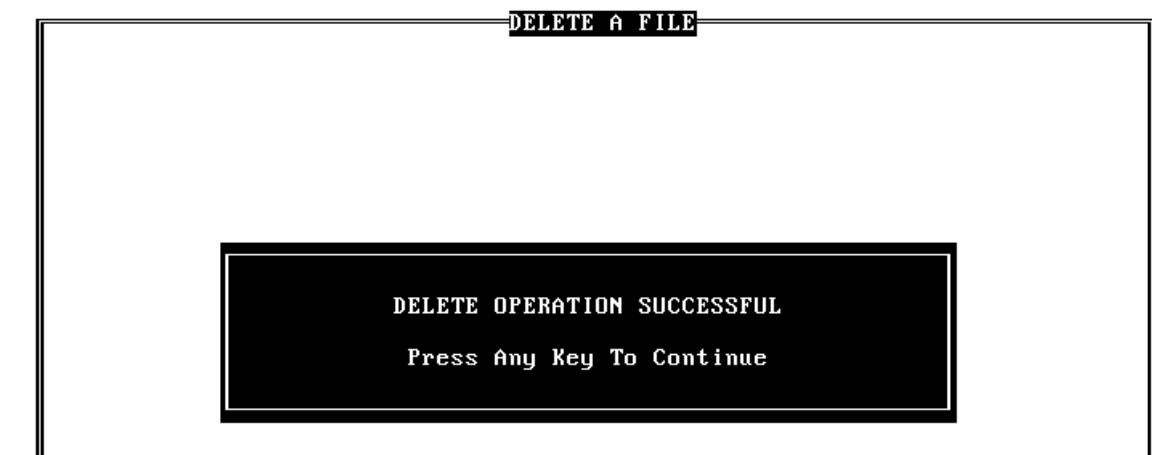 DELETE A FILE
DELETE OPERATION SUCCESSFUL
Press Any Key To Continue